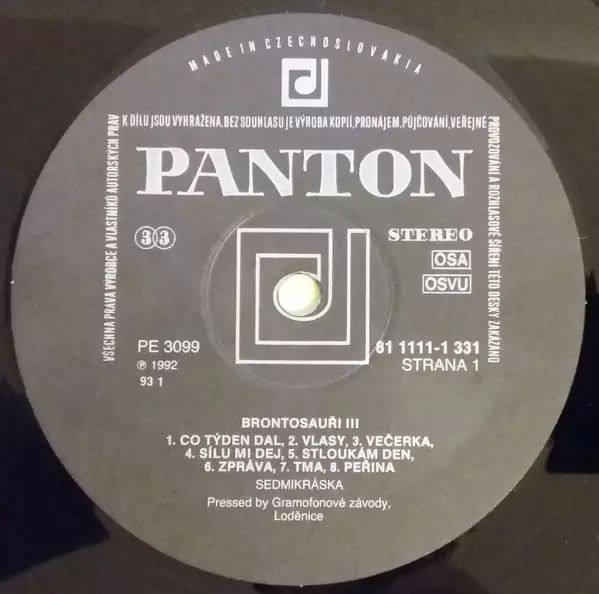 MADE IN CZECHOSLOVAKIA
VŠECHNA PRÁVA VÝROBCE A VLASTNÍKŮ AUTORSKÝCH PRÁV
K DÍLU JSOU VYHRAŽENA. BEZ SOUHLASU JE VÝROBA KOPIÍ, PRONÁJEM, PŮJČOVÁNÍ, VEŘEJNÉ
PROVOZOVÁNÍ A ROZHLASOVÉ ŠÍŘENÍ TÉTO DESKY ZAKÁZÁNO
PANTON
33
STEREO
OSA
OSVU
PE 3099
81 1111-1 331
℗ 1992
STRANA 1
93 1
BRONTOSAUŘI III
1. CO TÝDEN DAL, 2. VLASY, 3. VEČERKA,
4. SÍLU MI DEJ, 5. STLOUKÁM DEN,
6. ZPRÁVA, 7. TMA, 8. PEŘINA
SEDMIKRÁSKA
Pressed by Gramofonové závody,
Loděnice